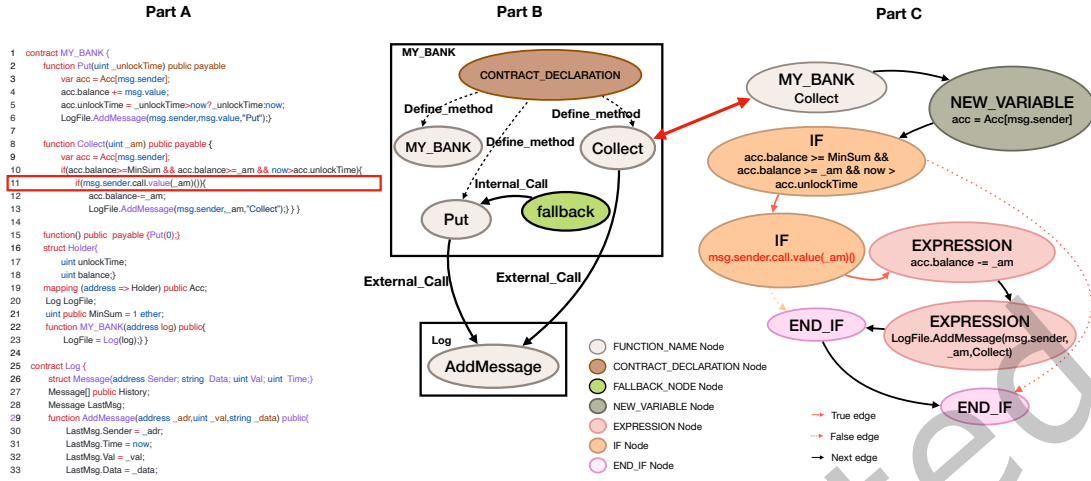 Part A
Part B
Part C
1 contract MY_BANK {
2 function Put(uint _unlockTime) public payable
3 var acc = Acc[msg.sender];
4 acc.balance += msg.value;
5 acc.unlockTime = _unlockTime>now?_unlockTime:now;
6 LogFile.AddMessage(msg.sender,msg.value,"Put");}
7
8 function Collect(uint _am) public payable {
9 var acc = Acc[msg.sender];
10 if(acc.balance>=MinSum && acc.balance>=_am && now>acc.unlockTime){
11 if(msg.sender.call.value(_am)()){
12 acc.balance-=_am;
13 LogFile.AddMessage(msg.sender,_am,"Collect");} } }
14
15 function() public payable {Put(0);}
16 struct Holder{
17 uint unlockTime;
18 uint balance;}
19 mapping (address => Holder) public Acc;
20 Log LogFile;
21 uint public MinSum = 1 ether;
22 function MY_BANK(address log) public{
23 LogFile = Log(log);} }
24
25 contract Log {
26 struct Message{address Sender; string Data; uint Val; uint Time;}
27 Message[] public History;
28 Message LastMsg;
29 function AddMessage(address _adr,uint _val,string _data) public{
30 LastMsg.Sender = _adr;
31 LastMsg.Time = now;
32 LastMsg.Val = _val;
33 LastMsg.Data = _data;
MY_BANK
CONTRACT_DECLARATION
Define_method
Define_method
Define_method
MY_BANK
Collect
Internal_Call
Put
fallback
External_Call
External_Call
Log
AddMessage
FUNCTION_NAME Node
CONTRACT_DECLARATION Node
FALLBACK_NODE Node
NEW_VARIABLE Node
EXPRESSION Node
IF Node
END_IF Node
MY_BANK
Collect
NEW_VARIABLE
acc = Acc[msg.sender]
IF
acc.balance >= MinSum &&
acc.balance >= _am && now >
acc.unlockTime
IF
msg.sender.call.value(_am)()
EXPRESSION
acc.balance -= _am
END_IF
EXPRESSION
LogFile.AddMessage(msg.sender,
_am,Collect)
END_IF
True edge
False edge
Next edge